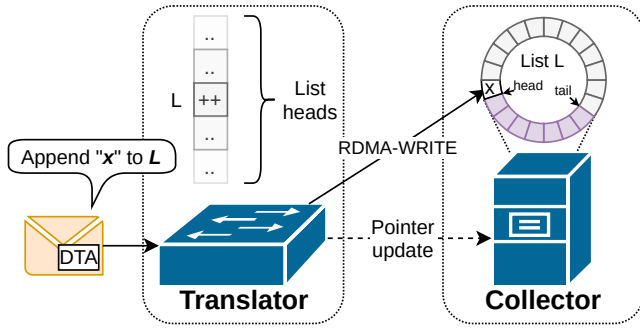 ..
..
L
++
..
..
List
heads
List L
X
head
tail
Append "x" to L
RDMA-WRITE
DTA
Pointer
update
Translator
Collector